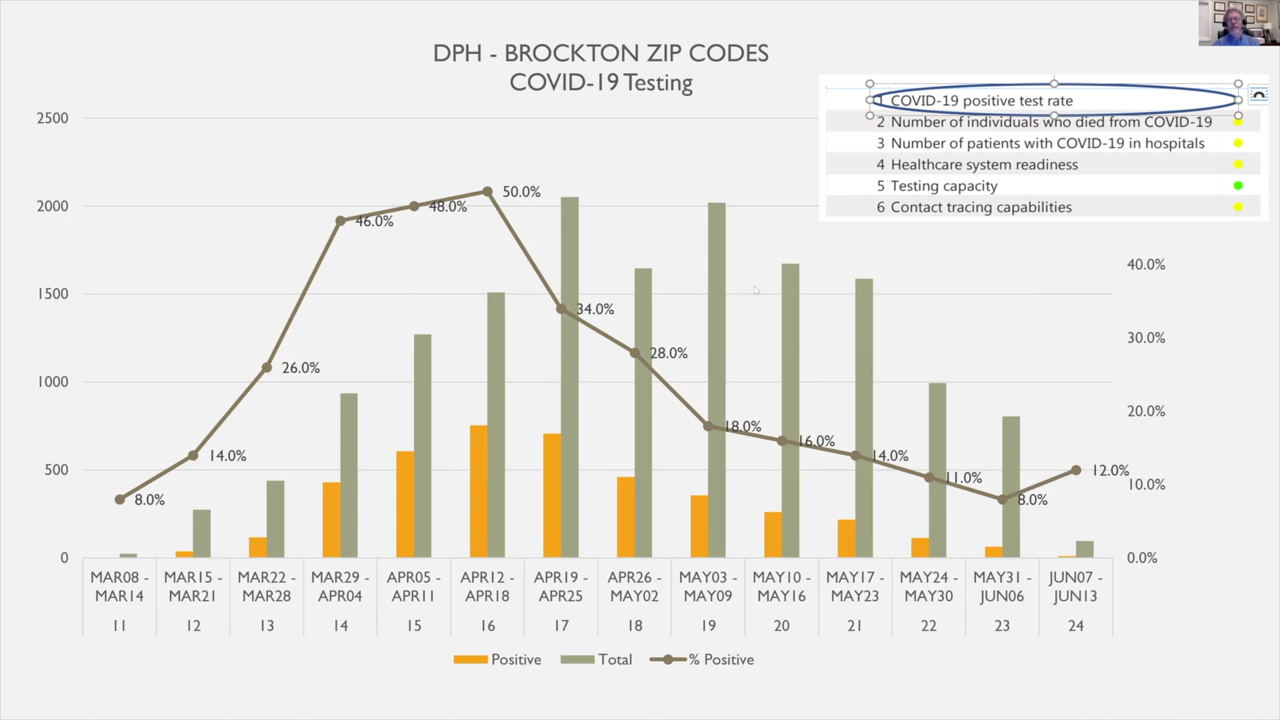 DPH - BROCKTON ZIP CODES
COVID-19 Testing
1 COVID-19 positive test rate
2 Number of individuals who died from COVID-19
3 Number of patients with COVID-19 in hospitals
4 Healthcare system readiness
5 Testing capacity
6 Contact tracing capabilities
2500
2000
1500
1000
500
0
40.0%
30.0%
20.0%
10.0%
0.0%
8.0%
14.0%
26.0%
46.0%
48.0%
50.0%
34.0%
28.0%
18.0%
16.0%
14.0%
11.0%
8.0%
12.0%
MAR08 - MAR15 - MAR22 - MAR29 - APR05 - APR12 - APR19 - APR26 - MAY03 - MAY10 - MAY17 - MAY24 - MAY31 - JUN07 -
MAR14 MAR21 MAR28 APR04 APR11 APR18 APR25 MAY02 MAY09 MAY16 MAY23 MAY30 JUN06 JUN13
11 12 13 14 15 16 17 18 19 20 21 22 23 24
Positive Total % Positive